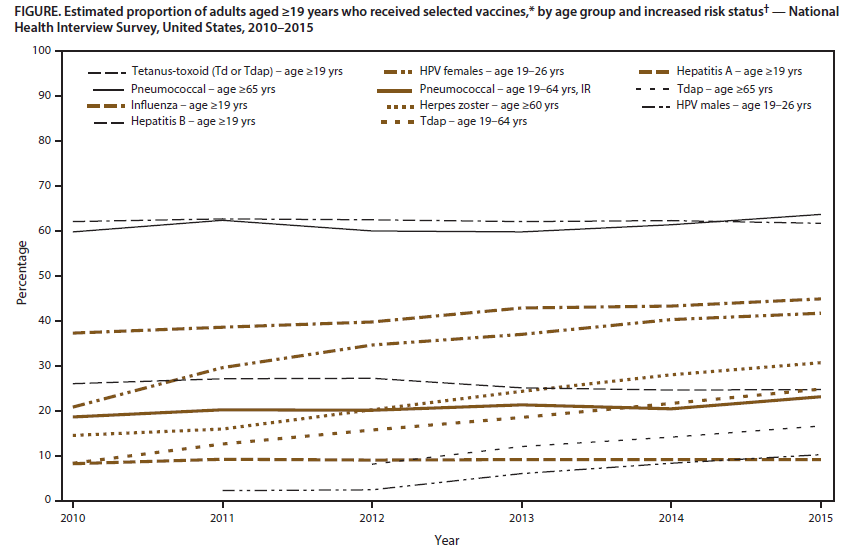 FIGURE. Estimated proportion of adults aged ≥19 years who received selected vaccines,* by age group and increased risk status† — National
Health Interview Survey, United States, 2010–2015
100
90
80
70
60
50
40
30
20
10
0
Percentage
Tetanus-toxoid (Td or Tdap) – age ≥19 yrs
Pneumococcal – age ≥65 yrs
Influenza – age ≥19 yrs
Hepatitis B – age ≥19 yrs
HPV females – age 19–26 yrs
Pneumococcal – age 19–64 yrs, IR
Herpes zoster – age ≥60 yrs
Tdap – age 19–64 yrs
Hepatitis A – age ≥19 yrs
Tdap – age ≥65 yrs
HPV males – age 19–26 yrs
2010
2011
2012
2013
2014
2015
Year